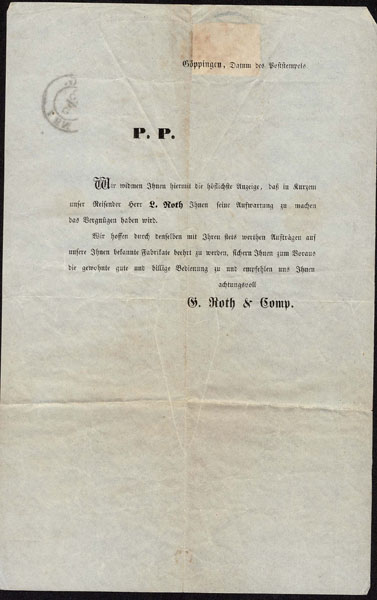 Göppingen, Datum des Poststempels
P. P.
Wir widmen Ihnen hiermit die höflichste Anzeige, daß in Kurzem
unser Reisender Herr L. Roth Ihnen seine Aufwartung zu machen
das Vergnügen haben wird.
Wir hoffen durch denselben mit Ihren stets werthen Aufträgen auf
unsere Ihnen bekannte Fabrikate beehrt zu werden, sichern Ihnen zum Voraus
die gewohnte gute und billige Bedienung zu und empfehlen uns Ihnen
achtungsvoll
G. Roth & Comp.